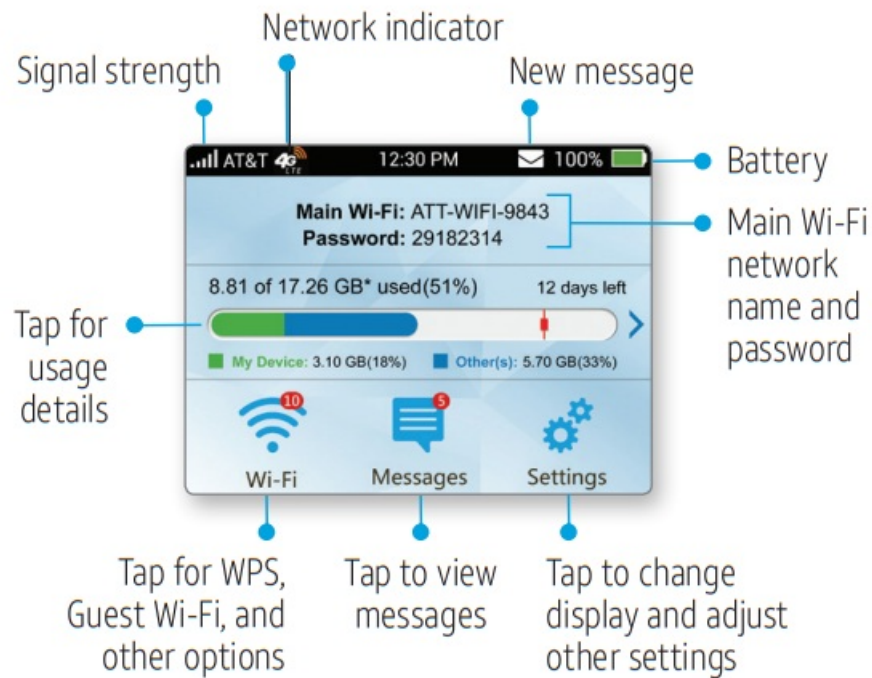 Network indicator
Signal strength
New message
AT&T 4G LTE 12:30 PM 100%
Battery
Main Wi-Fi: ATT-WIFI-9843
Password: 29182314
Main Wi-Fi
network
name and
password
8.81 of 17.26 GB* used(51%) 12 days left
Tap for
usage
details
My Device: 3.10 GB(18%) Other(s): 5.70 GB(33%)
10
5
Wi-Fi
Messages
Settings
Tap for WPS,
Guest Wi-Fi, and
other options
Tap to view
messages
Tap to change
display and adjust
other settings